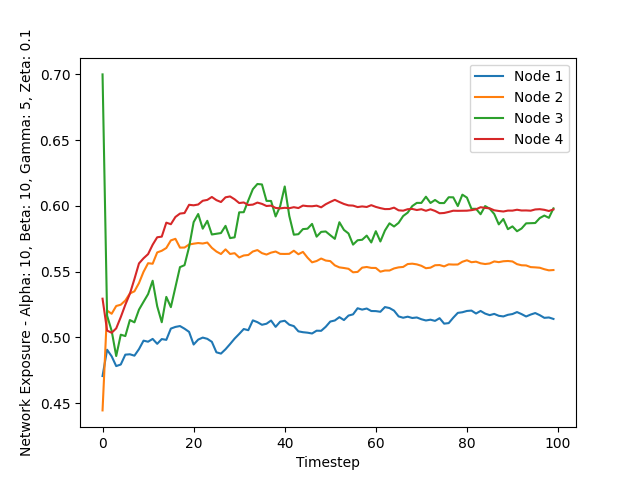 Network Exposure - Alpha: 10, Beta: 10, Gamma: 5, Zeta: 0.1
0.70
0.65
0.60
0.55
0.50
0.45
Node 1
Node 2
Node 3
Node 4
0 20 40 60 80 100
Timestep